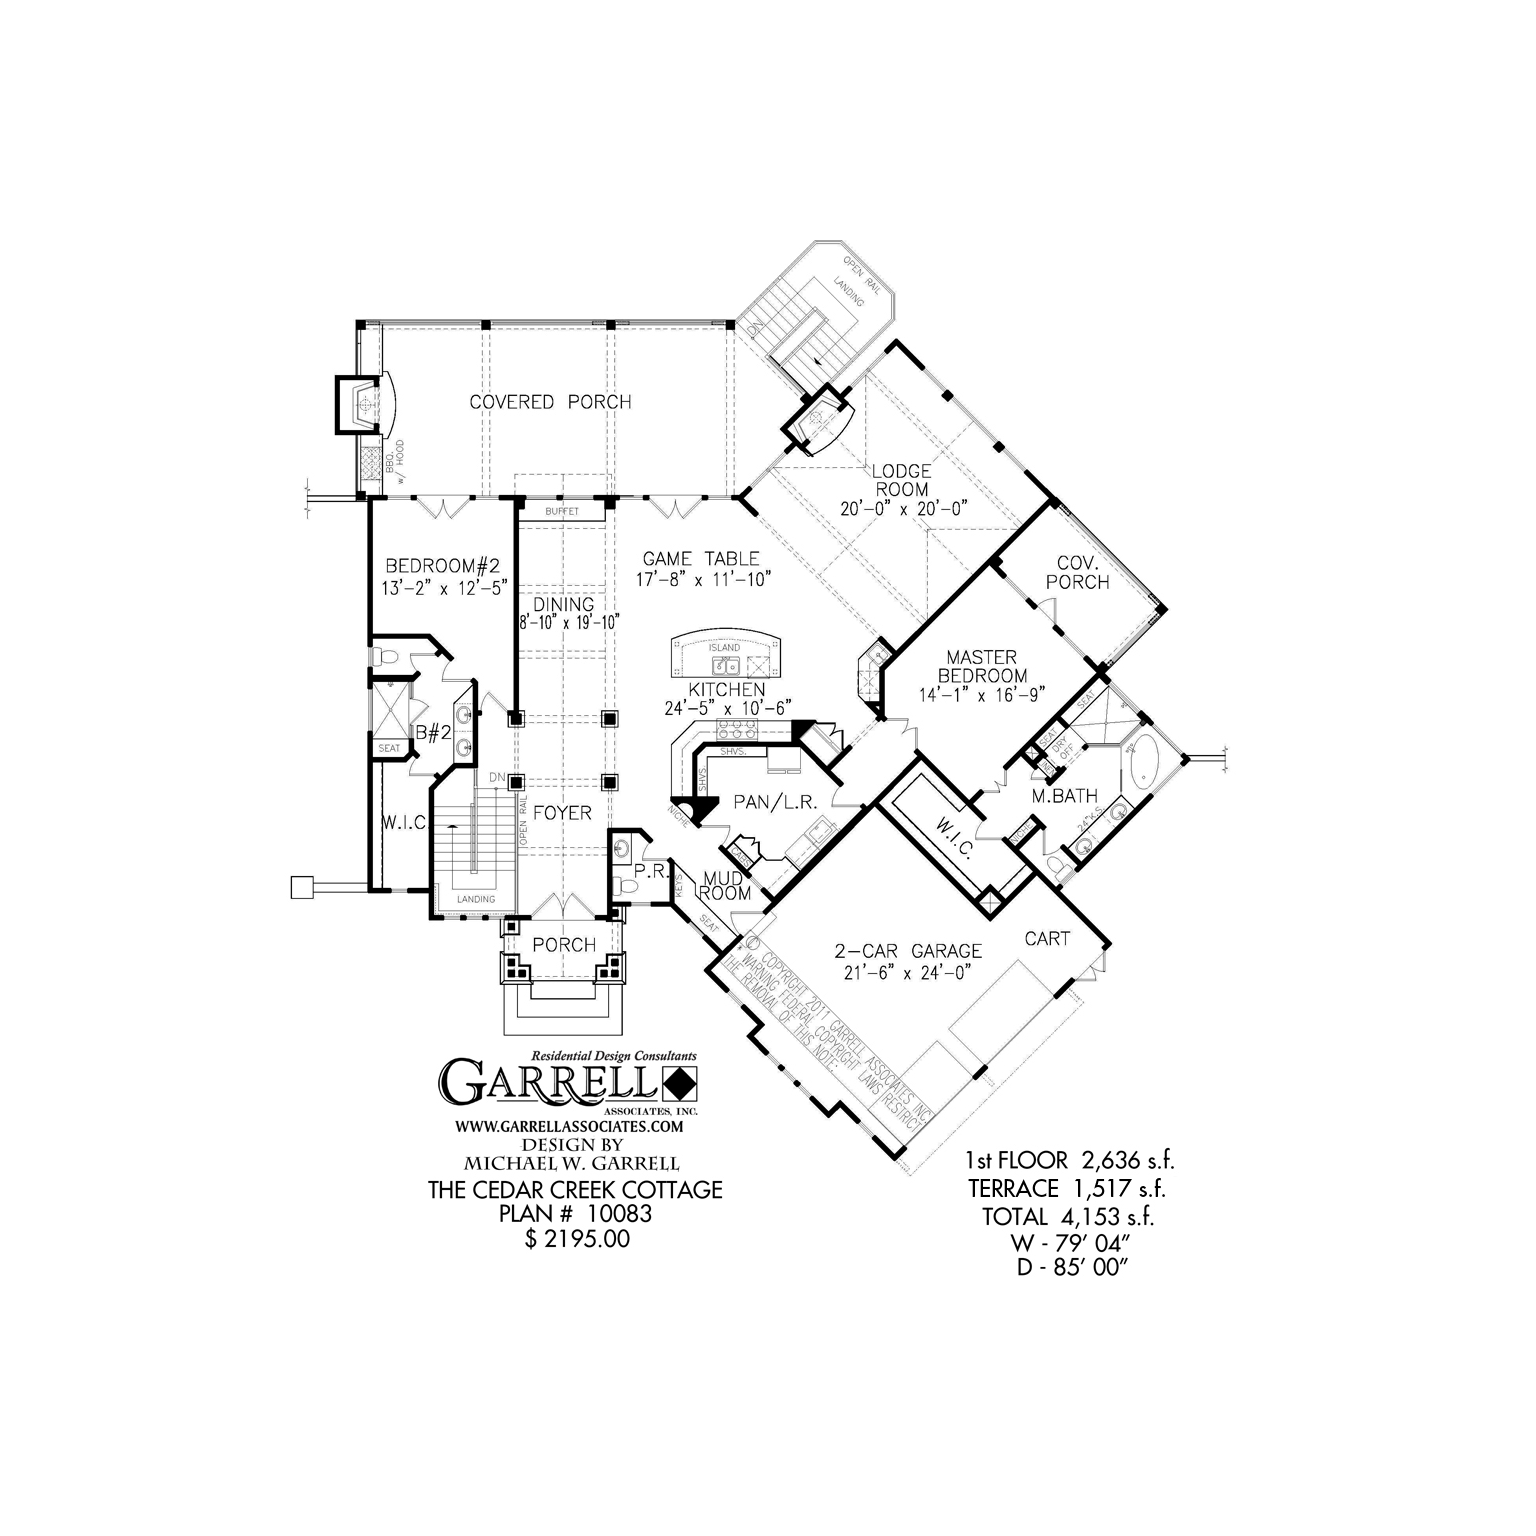 OPEN RAIL
LANDING
DN
COVERED PORCH
BBQ.
w/ HOOD
LODGE
ROOM
20'-0" x 20'-0"
BUFFET
BEDROOM#2
13'-2" x 12'-5"
GAME TABLE
17'-8" x 11'-10"
COV.
PORCH
DINING
8'-10" x 19'-10"
ISLAND
KITCHEN
24'-5" x 10'-6"
MASTER
BEDROOM
14'-1" x 16'-9"
SEAT
SEAT
DRY
OFF
B#2
SEAT
SHVS.
SHVS.
DN
OPEN RAIL
PAN/L.R.
M.BATH
24" K.S.
NICHE
W.I.C.
W.I.C.
FOYER
NICHE
CABS
P.R.
MUD
ROOM
KEYS
SEAT
LANDING
PORCH
2-CAR GARAGE
21'-6" x 24'-0"
CART
© COPYRIGHT 2011 GARRELL ASSOCIATES INC.
WARNING FEDERAL COPYRIGHT LAWS RESTRICT
THE REMOVAL OF THIS NOTE.
Residential Design Consultants
GARRELL
ASSOCIATES, INC.
WWW.GARRELLASSOCIATES.COM
DESIGN BY
MICHAEL W. GARRELL
THE CEDAR CREEK COTTAGE
PLAN # 10083
$ 2195.00
1st FLOOR 2,636 s.f.
TERRACE 1,517 s.f.
TOTAL 4,153 s.f.
W - 79' 04"
D - 85' 00"